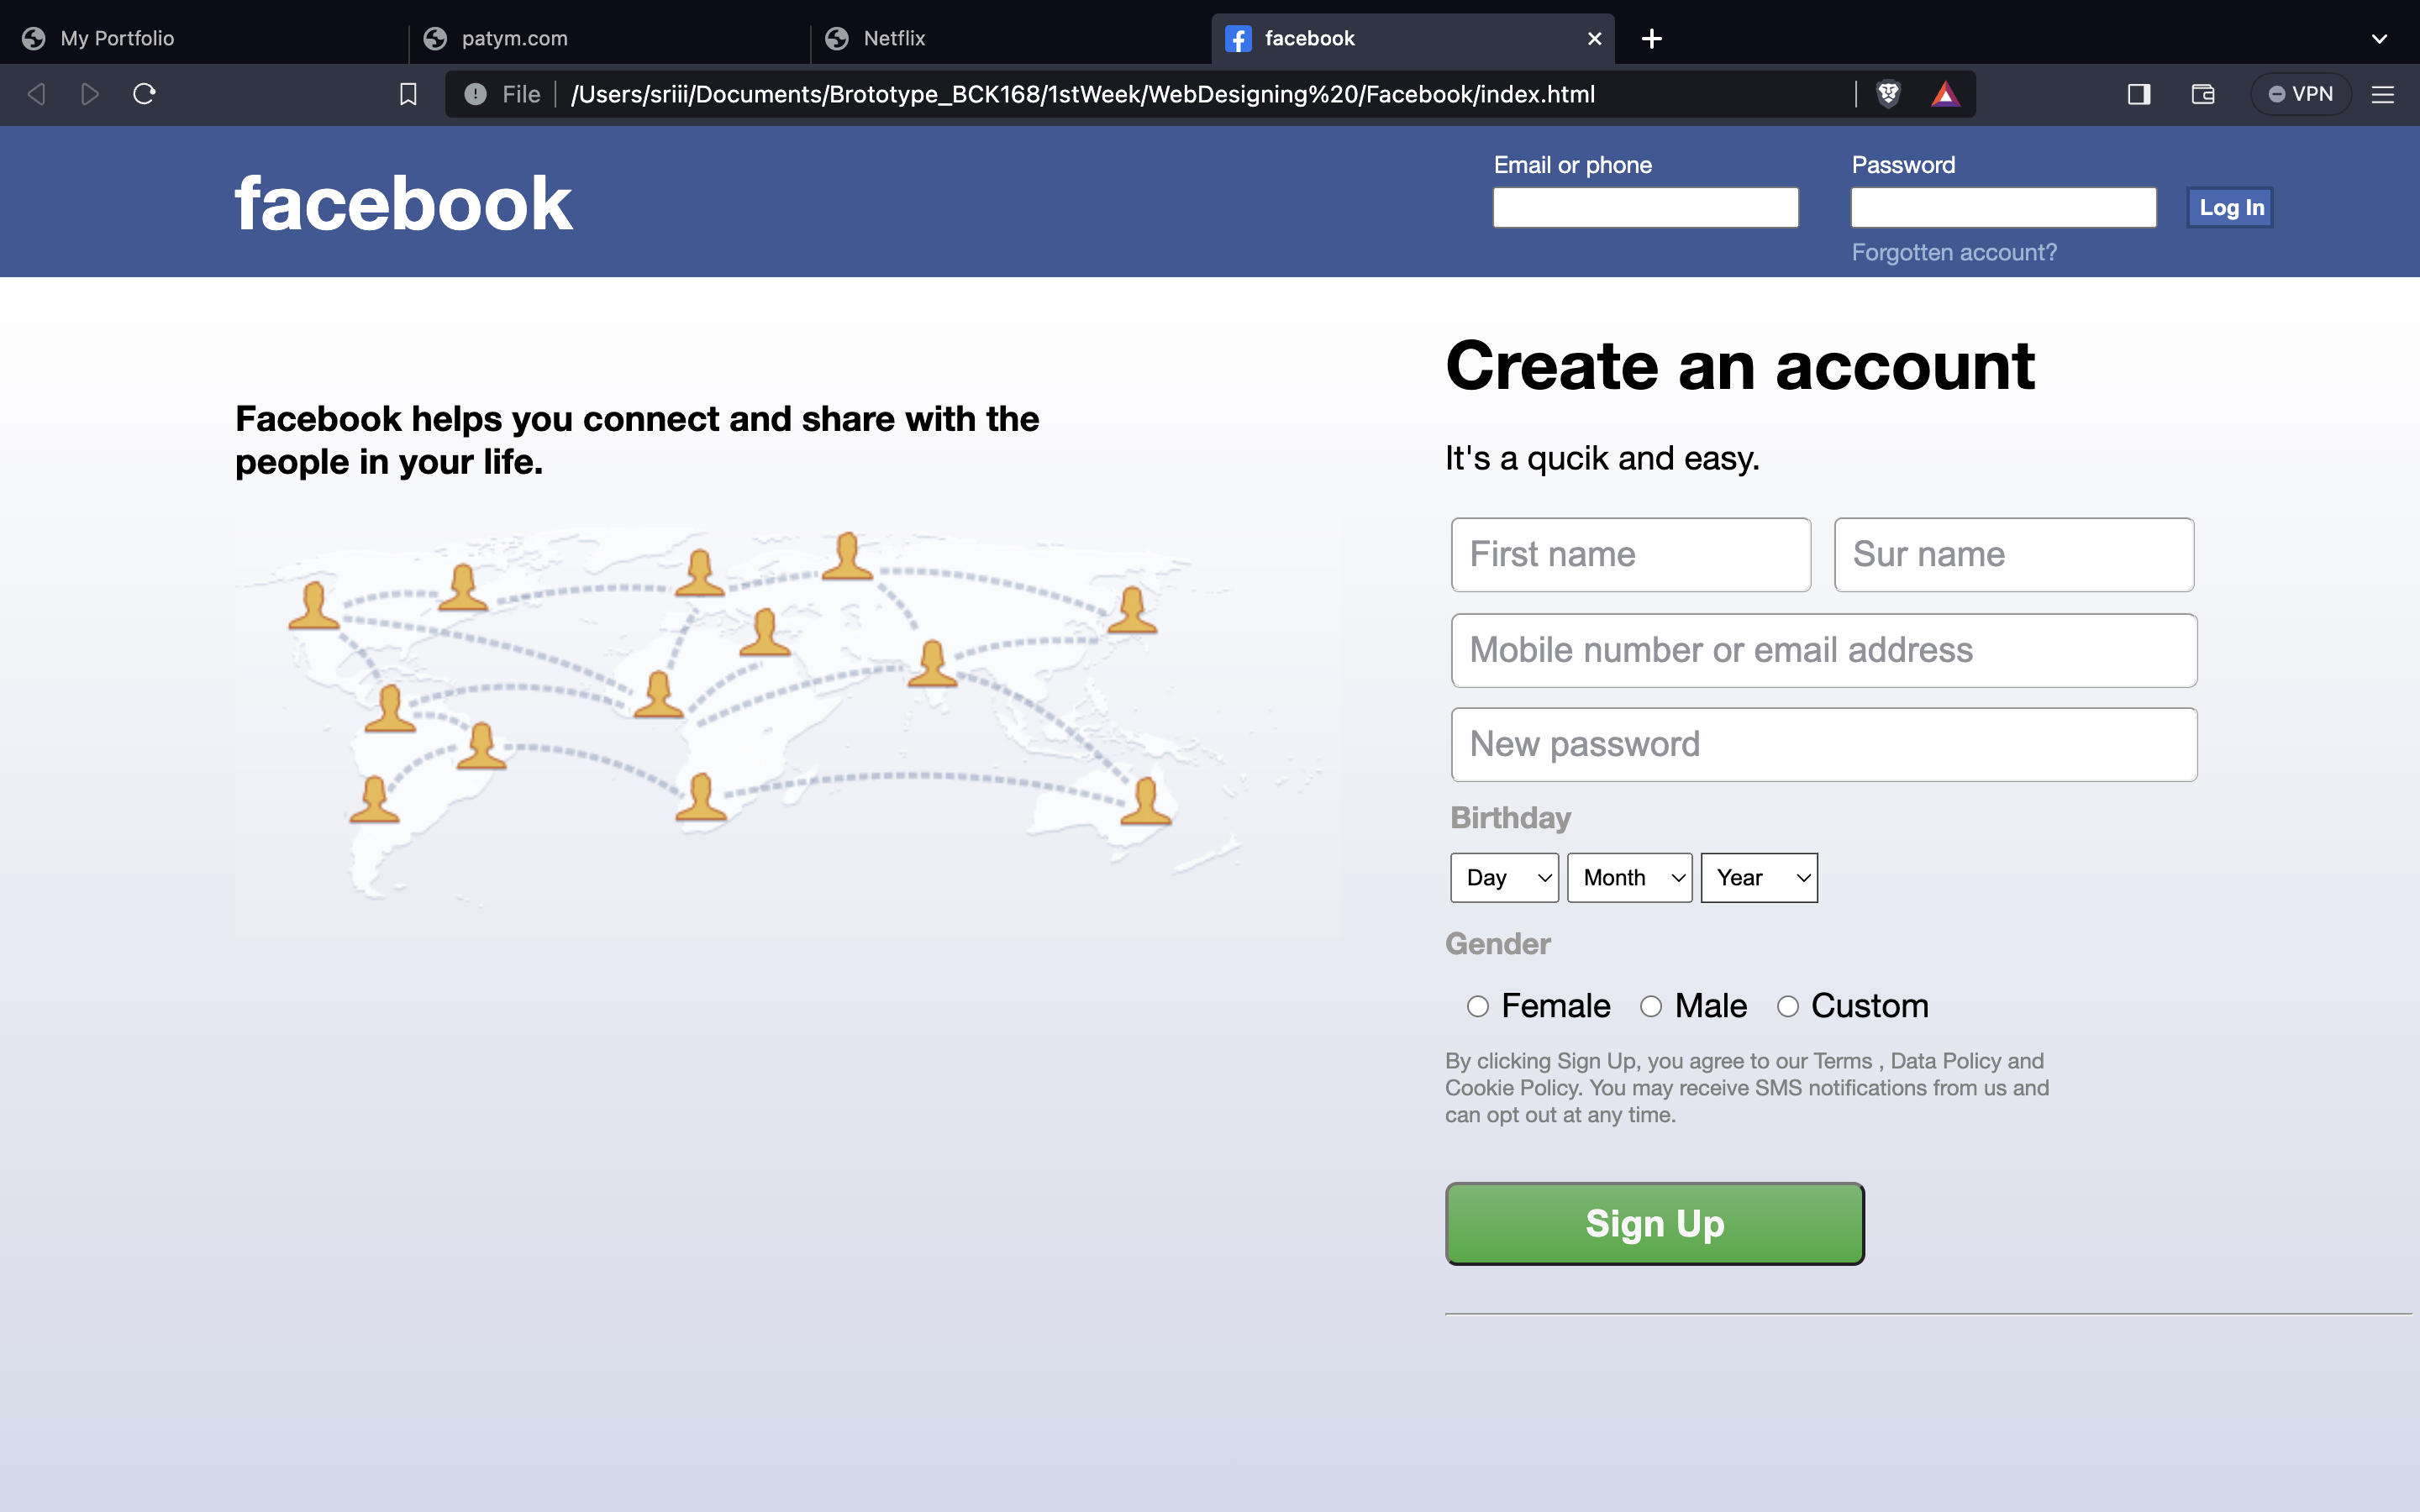 My Portfolio
patym.com
Netflix
facebook
File
/Users/sriii/Documents/Brototype_BCK168/1stWeek/WebDesigning%20/Facebook/index.html
VPN
facebook
Email or phone
Password
Log In
Forgotten account?
Facebook helps you connect and share with the
people in your life.
Create an account
It's a qucik and easy.
First name
Sur name
Mobile number or email address
New password
Birthday
Day
Month
Year
Gender
Female
Male
Custom
By clicking Sign Up, you agree to our Terms , Data Policy and
Cookie Policy. You may receive SMS notifications from us and
can opt out at any time.
Sign Up